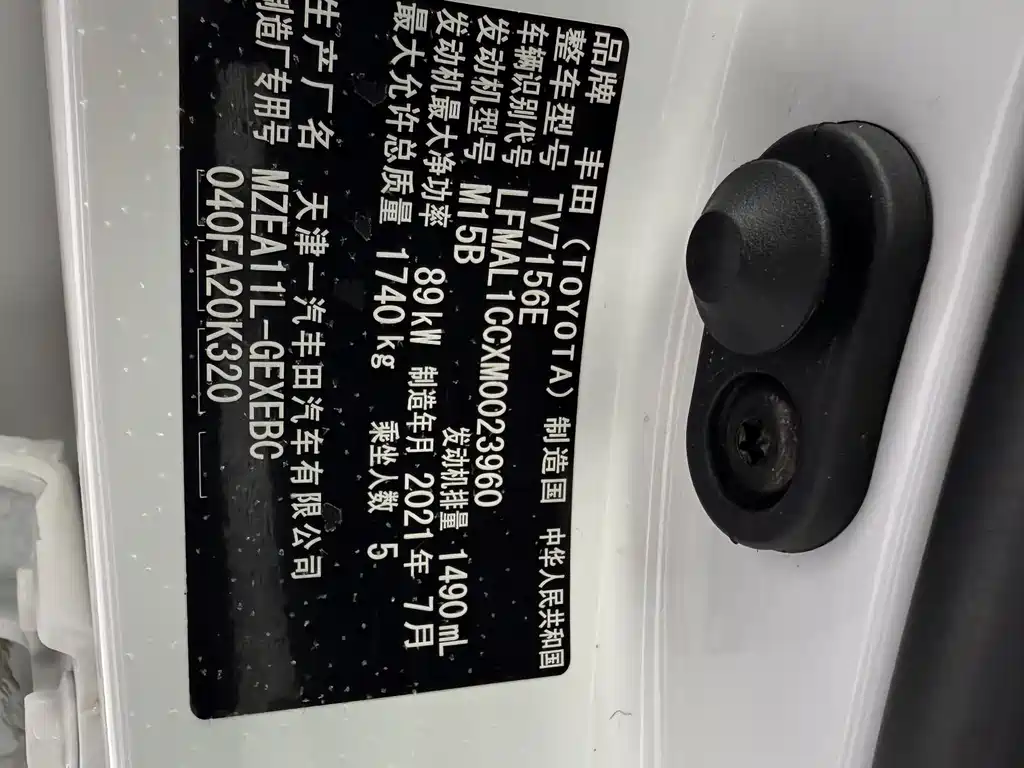 品牌 丰田（TOYOTA） 制造国 中华人民共和国
整车型号 TV7156E
车辆识别代号 LFMAL1CCXM0023960
发动机型号 M15B 发动机排量 1490mL
发动机最大净功率 89kW 制造年月 2021年 7月
最大允许总质量 1740kg 乘坐人数 5
生产厂名 天津一汽丰田汽车有限公司
制造厂专用号 MZEA11L-GEXEBC
040FA20K320